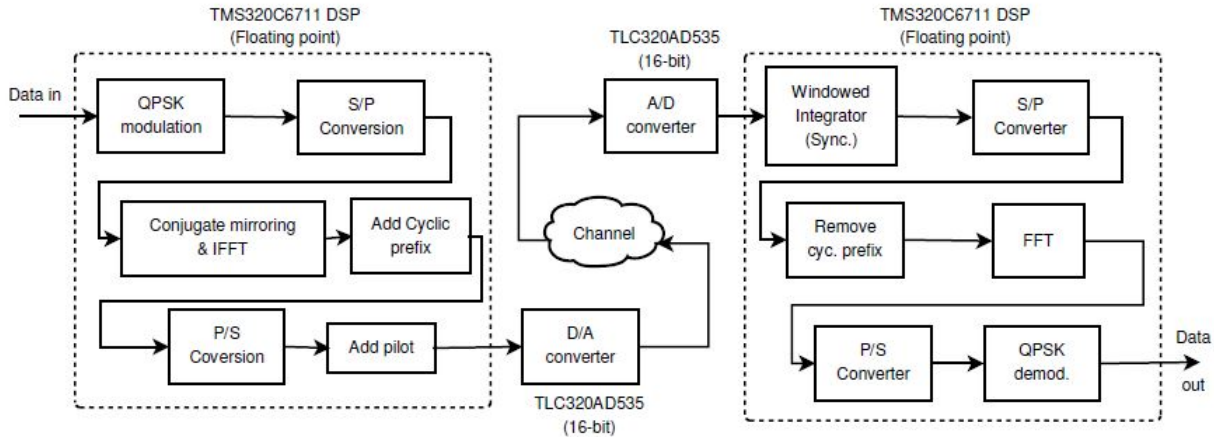 TMS320C6711 DSP
(Floating point)
Data in
QPSK
modulation
S/P
Conversion
Conjugate mirroring
& IFFT
Add Cyclic
prefix
P/S
Coversion
Add pilot
D/A
converter
TLC320AD535
(16-bit)
Channel
TLC320AD535
(16-bit)
A/D
converter
TMS320C6711 DSP
(Floating point)
Windowed
Integrator
(Sync.)
S/P
Converter
Remove
cyc. prefix
FFT
P/S
Converter
QPSK
demod.
Data
out